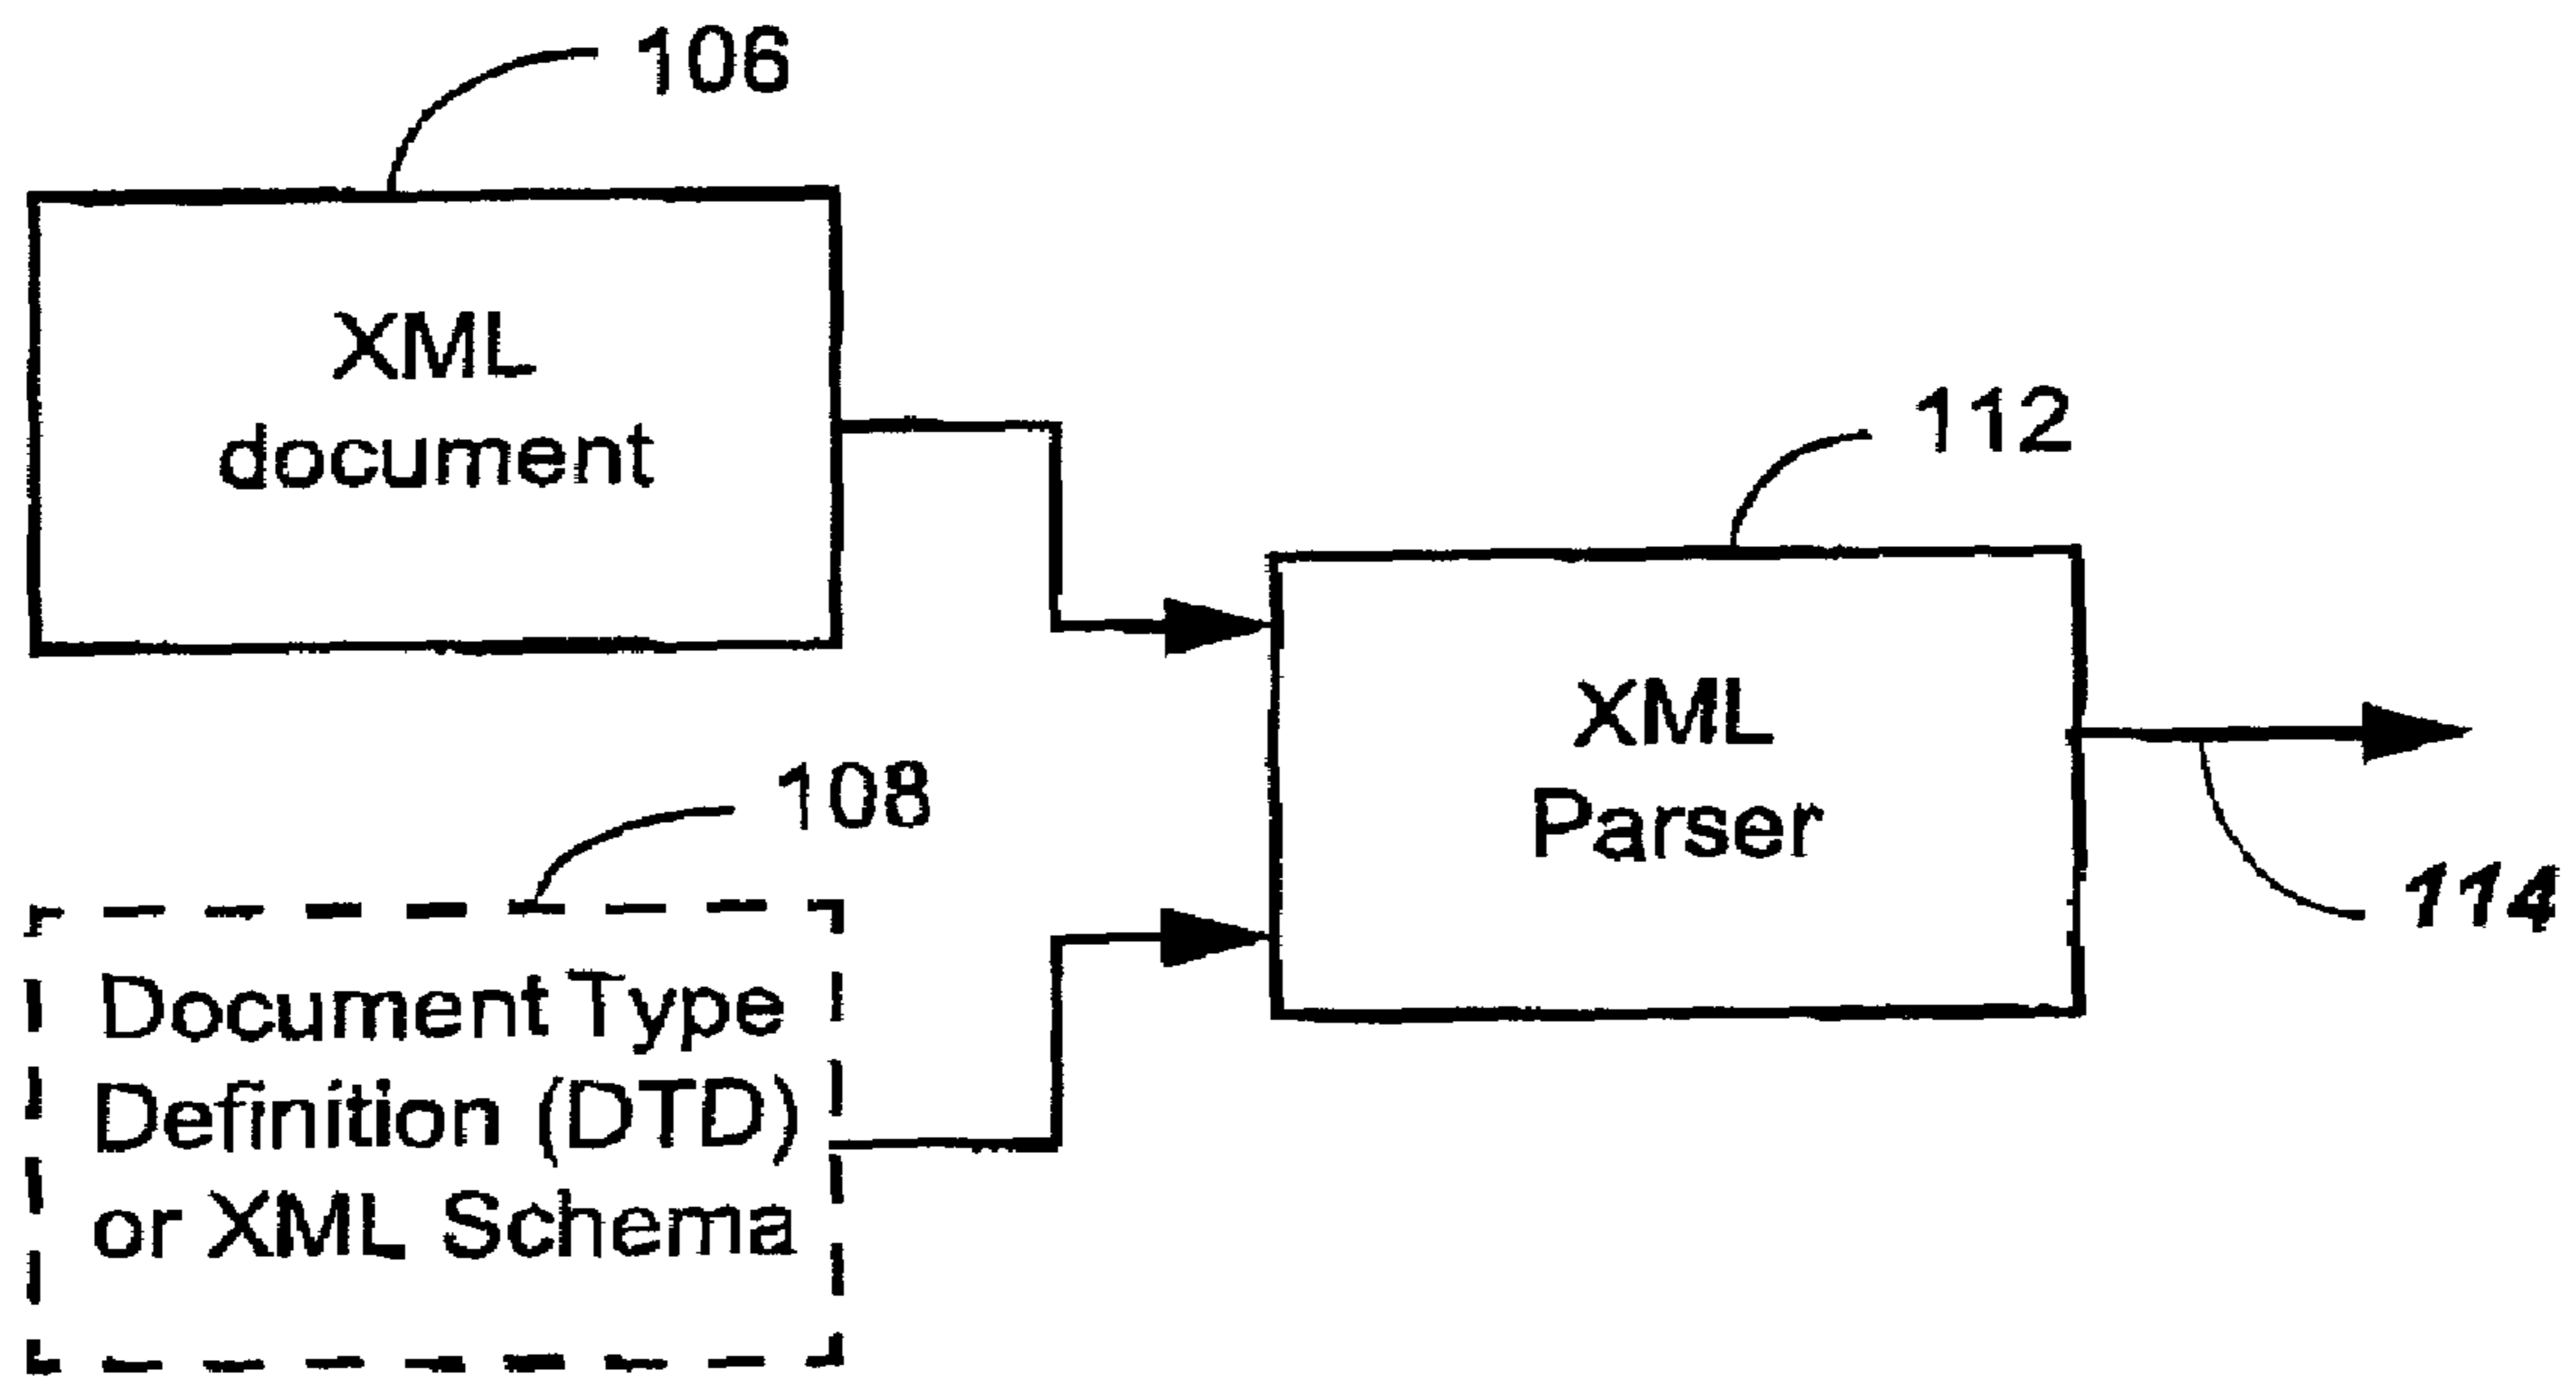 106
XML
document
112
XML
Parser
114
108
Document Type
Definition (DTD)
or XML Schema